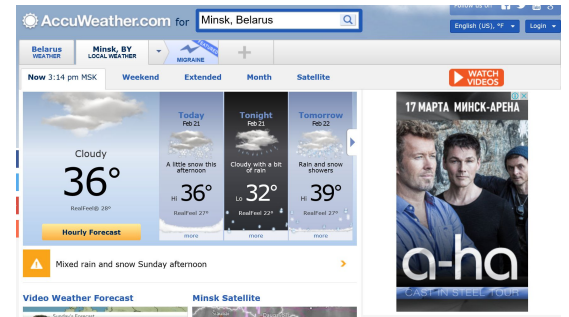 Follow us on
AccuWeather.com for Minsk, Belarus
English (US), °F Login
Belarus
WEATHER
Minsk, BY
LOCAL WEATHER
FEATURED
MIGRAINE
Now 3:14 pm MSK Weekend Extended Month Satellite
WATCH
VIDEOS
Today
Feb 21
Tonight
Feb 21
Tomorrow
Feb 22
Cloudy
36°
RealFeel® 28°
Hourly Forecast
A little snow this
afternoon
Hi 36°
RealFeel 27°
more
Cloudy with a bit
of rain
Lo 32°
RealFeel 22°
more
Rain and snow
showers
Hi 39°
RealFeel 27°
more
Mixed rain and snow Sunday afternoon
Video Weather Forecast
Minsk Satellite
Sunday's Forecast
17 МАРТА МИНСК-АРЕНА
a-ha
CAST IN STEEL TOUR